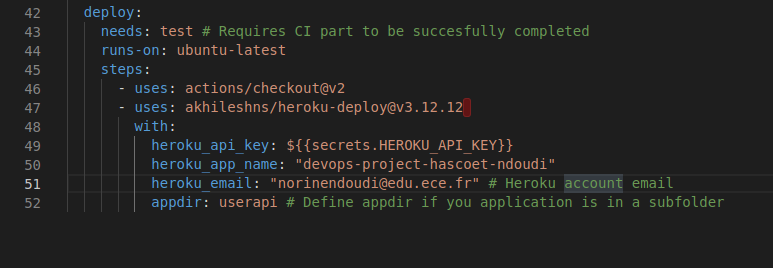 42 deploy:
43 needs: test # Requires CI part to be succesfully completed
44 runs-on: ubuntu-latest
45 steps:
46 - uses: actions/checkout@v2
47 - uses: akhileshns/heroku-deploy@v3.12.12
48 with:
49 heroku_api_key: ${{secrets.HEROKU_API_KEY}}
50 heroku_app_name: "devops-project-hascoet-ndoudi"
51 heroku_email: "norinendoudi@edu.ece.fr" # Heroku account email
52 appdir: userapi # Define appdir if you application is in a subfolder